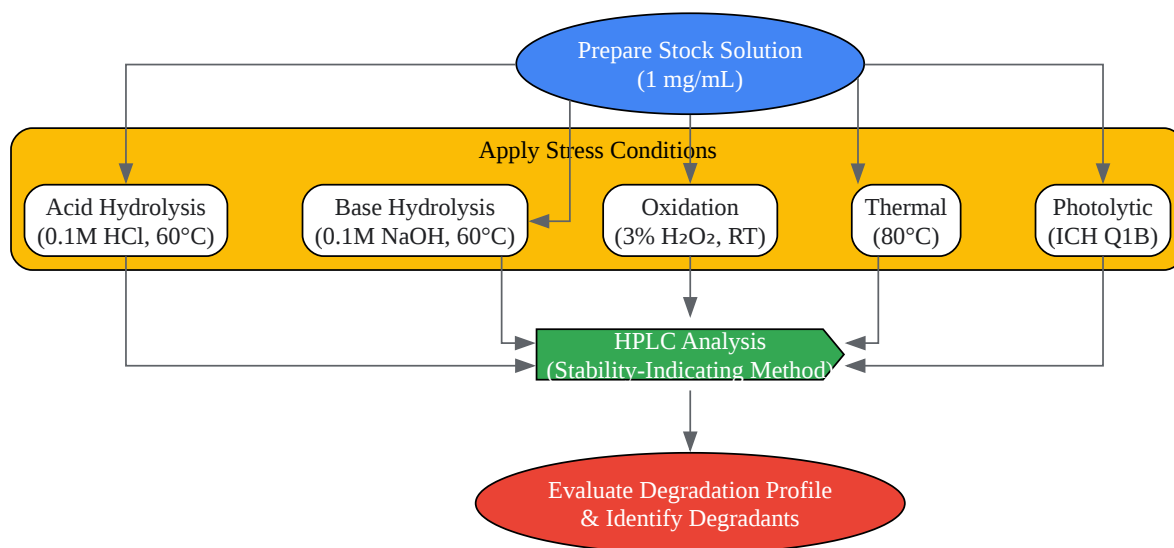 Prepare Stock Solution
(1 mg/mL)
Apply Stress Conditions
Acid Hydrolysis
(0.1M HCl, 60°C)
Base Hydrolysis
(0.1M NaOH, 60°C)
Oxidation
(3% H₂O₂, RT)
Thermal
(80°C)
Photolytic
(ICH Q1B)
HPLC Analysis
(Stability-Indicating Method)
Evaluate Degradation Profile
& Identify Degradants